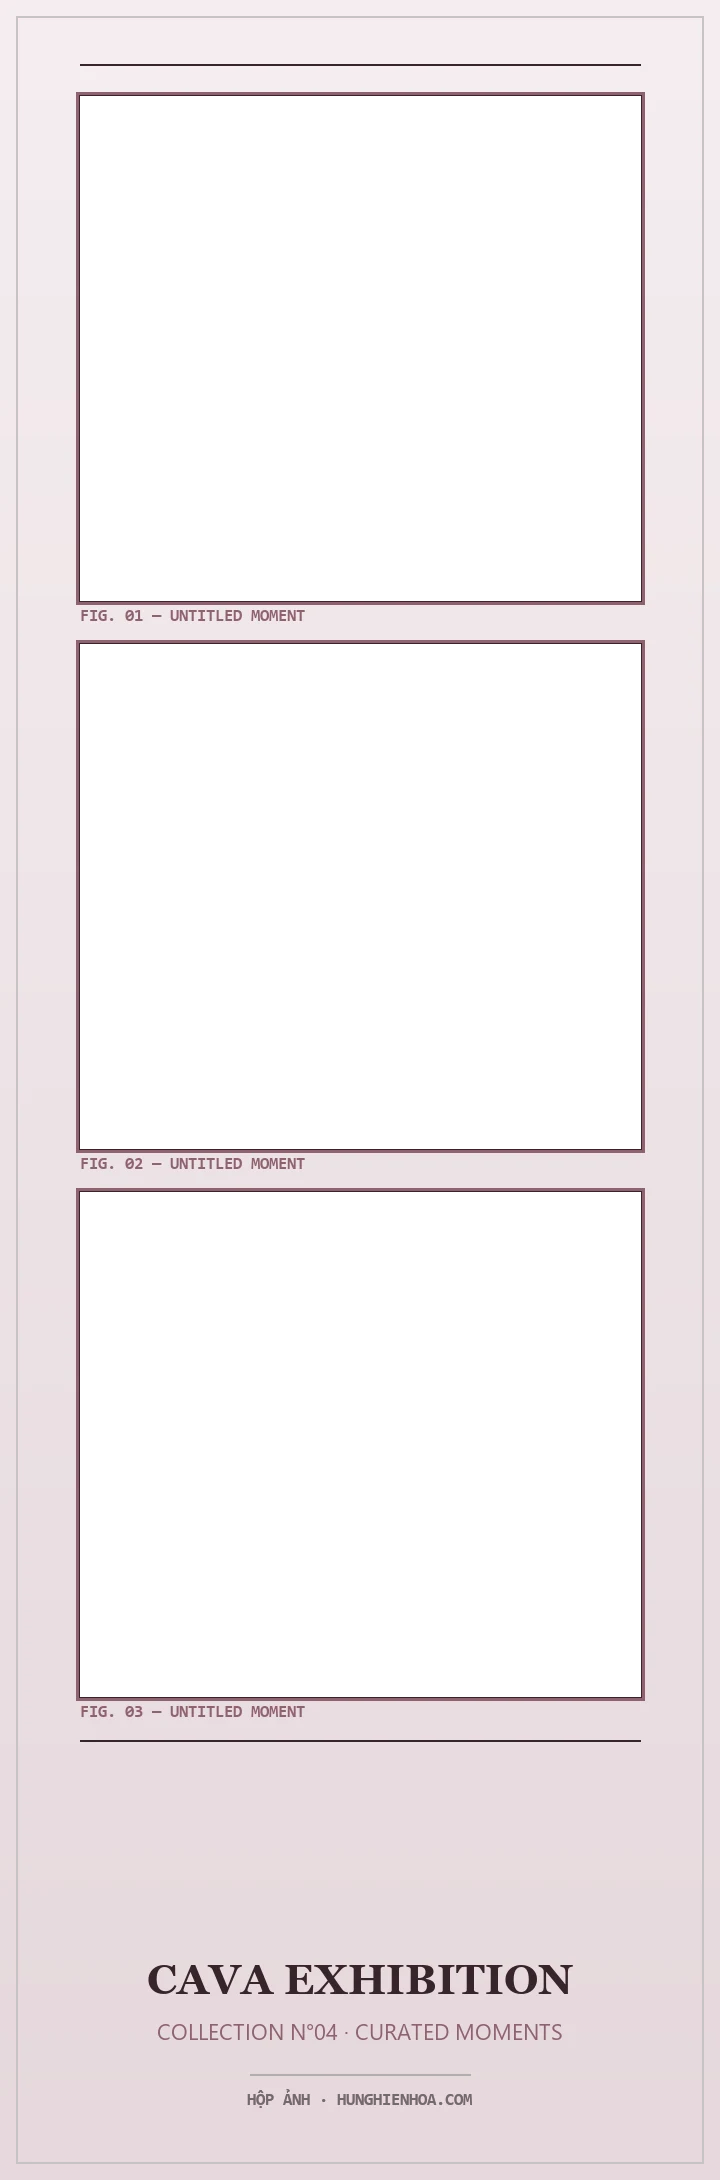 FIG. 01 — UNTITLED MOMENT
FIG. 02 — UNTITLED MOMENT
FIG. 03 — UNTITLED MOMENT
CAVA EXHIBITION
COLLECTION N°04 · CURATED MOMENTS
HỘP ẢNH · HUNGHIENHOA.COM